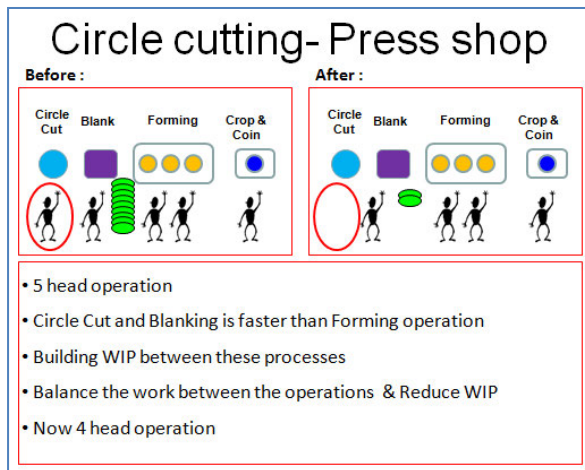 Circle cutting- Press shop
Before :
After :
Circle
Cut
Blank
Forming
Crop &
Coin
Circle
Cut
Blank
Forming
Crop &
Coin
• 5 head operation
• Circle Cut and Blanking is faster than Forming operation
• Building WIP between these processes
• Balance the work between the operations & Reduce WIP
• Now 4 head operation